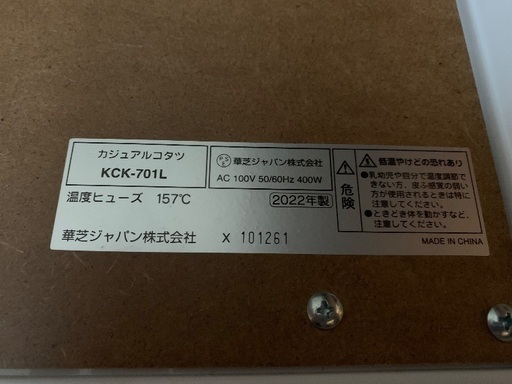 カジュアルコタツ
KCK-701L
華芝ジャパン株式会社
AC 100V 50/60Hz 400W
温度ヒューズ 157℃
2022年製
華芝ジャパン株式会社 X 101261
危険
低温やけどの恐れあり
●乳幼児や自分で温度調節で
きない方、皮ふ感覚の弱い
方が使用されるときは特に
注意してください。
●ときどき体を動かすなど、
注意してください。
MADE IN CHINA